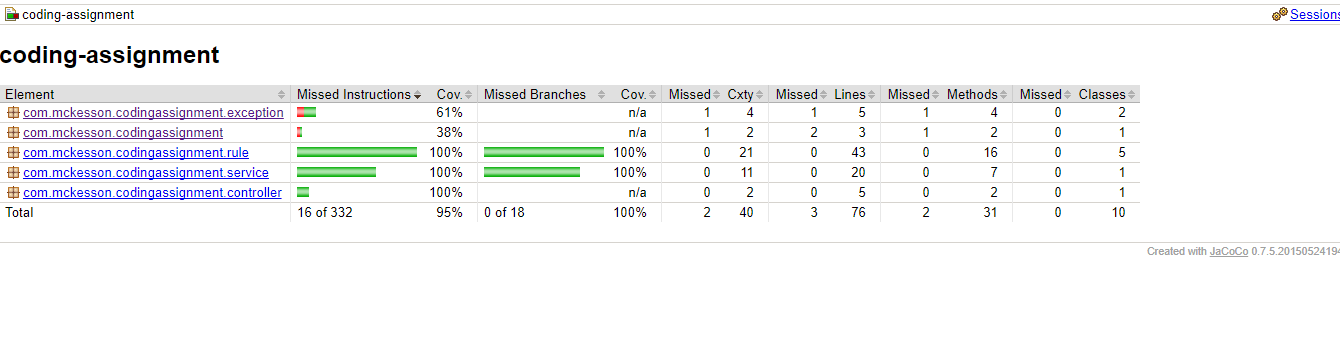 coding-assignment Sessions
coding-assignment
Element Missed Instructions Cov. Missed Branches Cov. Missed Cxty Missed Lines Missed Methods Missed Classes
com.mckesson.codingassignment.exception 61% n/a 1 4 1 5 1 4 0 2
com.mckesson.codingassignment 38% n/a 1 2 2 3 1 2 0 1
com.mckesson.codingassignment.rule 100% 100% 0 21 0 43 0 16 0 5
com.mckesson.codingassignment.service 100% 100% 0 11 0 20 0 7 0 1
com.mckesson.codingassignment.controller 100% n/a 0 2 0 5 0 2 0 1
Total 16 of 332 95% 0 of 18 100% 2 40 3 76 2 31 0 10
Created with JaCoCo 0.7.5.20150524194